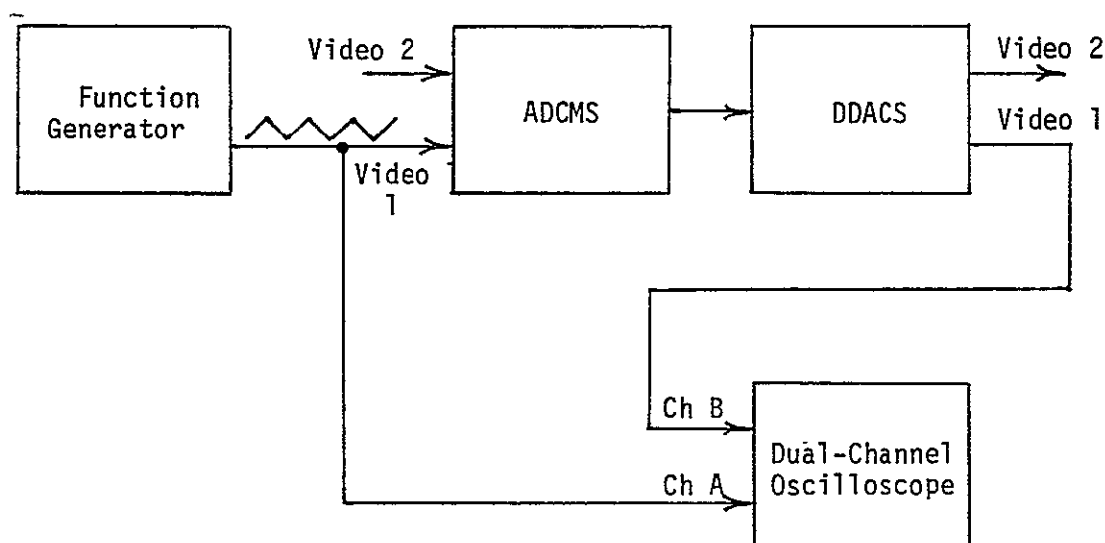 Function
Generator
Video 2
Video
1
ADCMS
DDACS
Video 2
Video 1
Ch B
Ch A
Dual-Channel
Oscilloscope